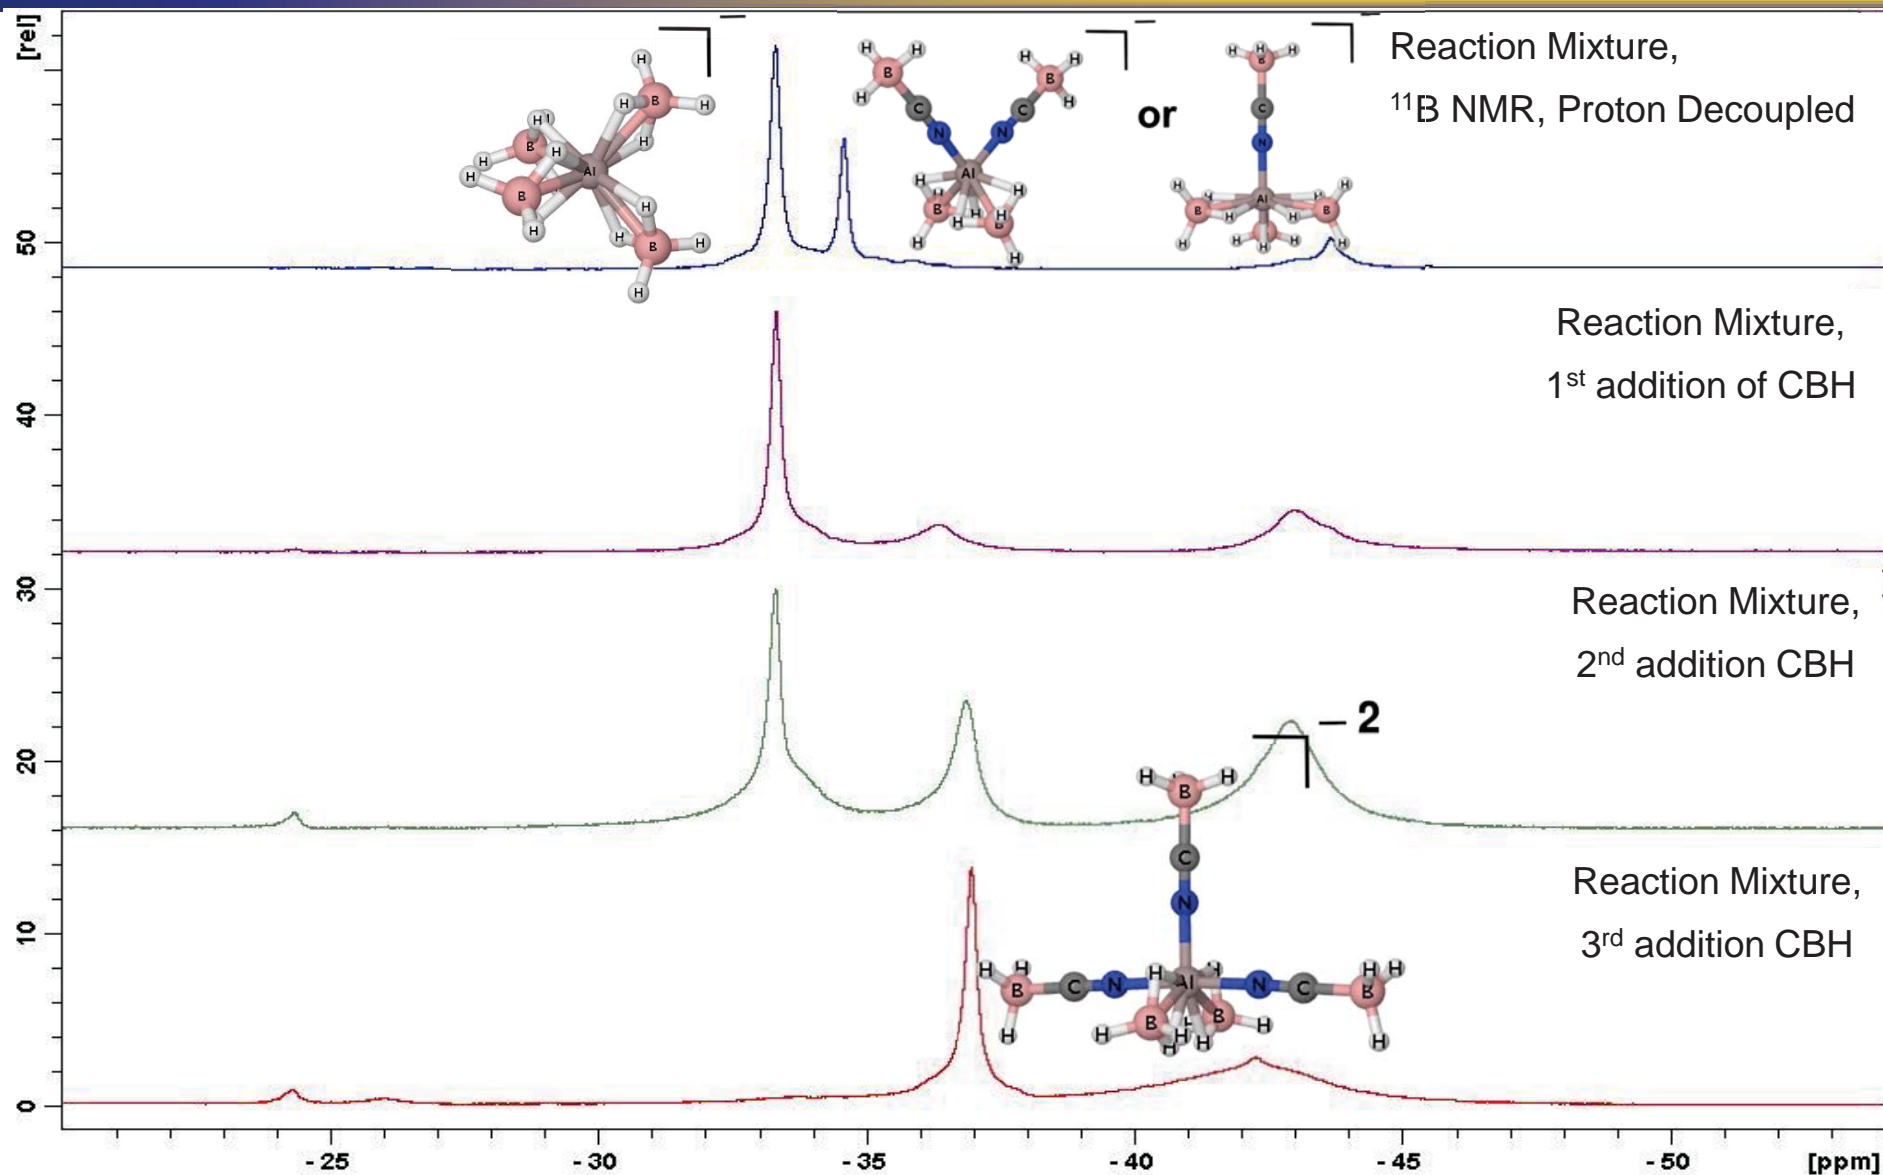 [rel]
–
–
or
–
Reaction Mixture,
¹¹B NMR, Proton Decoupled
50
Reaction Mixture,
1st addition of CBH
40
30
Reaction Mixture,
2nd addition CBH
– 2
20
Reaction Mixture,
3rd addition CBH
10
0
-25 -30 -35 -40 -45 -50 [ppm]